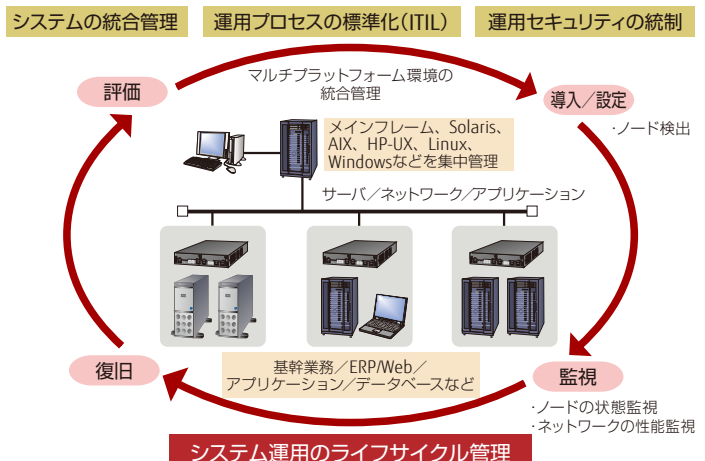 システムの統合管理
運用プロセスの標準化（ITIL）
運用セキュリティの統制
マルチプラットフォーム環境の
統合管理
評価
導入／設定
・ノード検出
メインフレーム、Solaris、
AIX、HP-UX、Linux、
Windowsなどを集中管理
サーバ／ネットワーク／アプリケーション
復旧
基幹業務／ERP/Web／
アプリケーション／データベースなど
監視
・ノードの状態監視
・ネットワークの性能監視
システム運用のライフサイクル管理